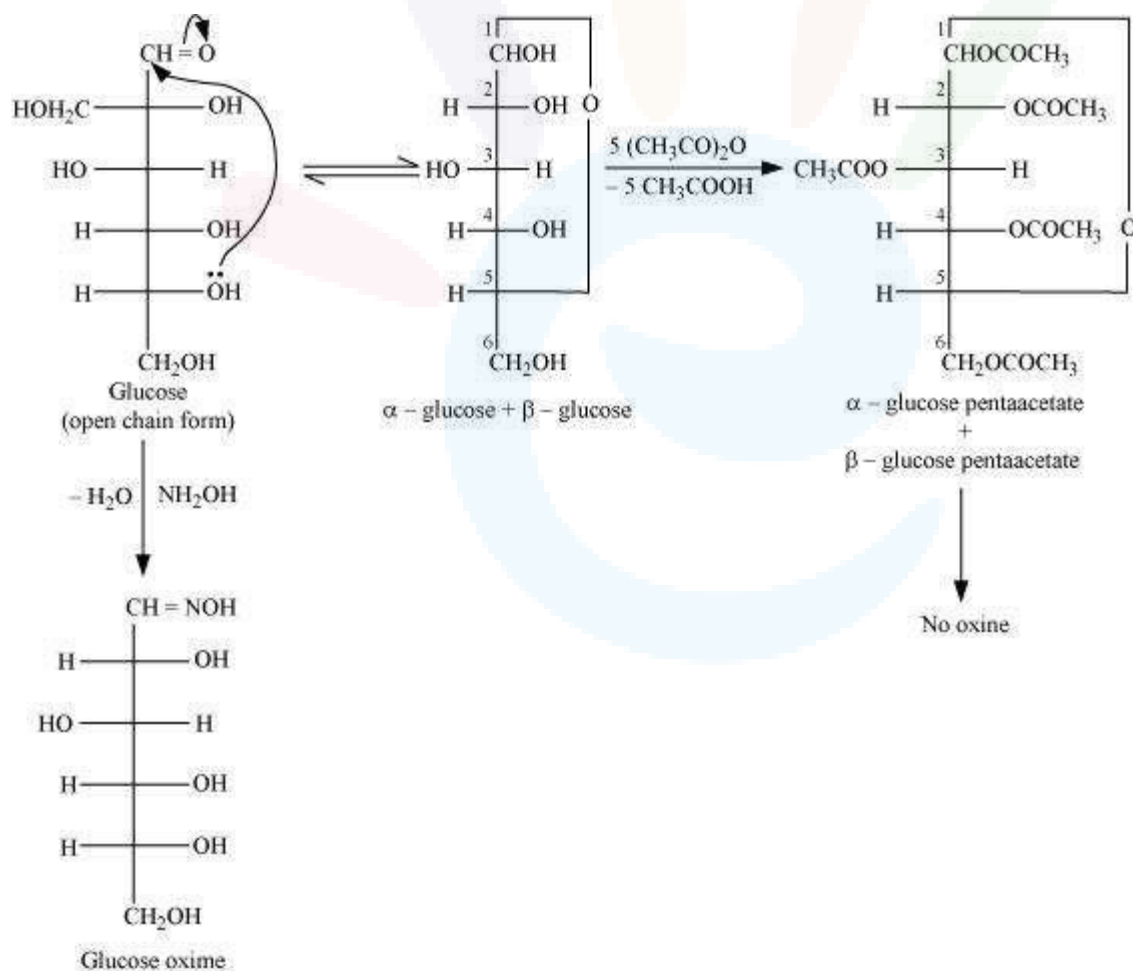 CH = O
HOH₂C OH
HO H
H OH
H OH
CH₂OH
Glucose
(open chain form)
– H₂O NH₂OH
CH = NOH
H OH
HO H
H OH
H OH
CH₂OH
Glucose oxime
1
CHOH
2
H OH O
3
HO H
4
H OH
5
H
6
CH₂OH
α – glucose + β – glucose
5 (CH₃CO)₂O
– 5 CH₃COOH
1
CHOCOCH₃
2
H OCOCH₃
3
CH₃COO H
4
H OCOCH₃ O
5
H
6
CH₂OCOCH₃
α – glucose pentaacetate
+
β – glucose pentaacetate
No oxine